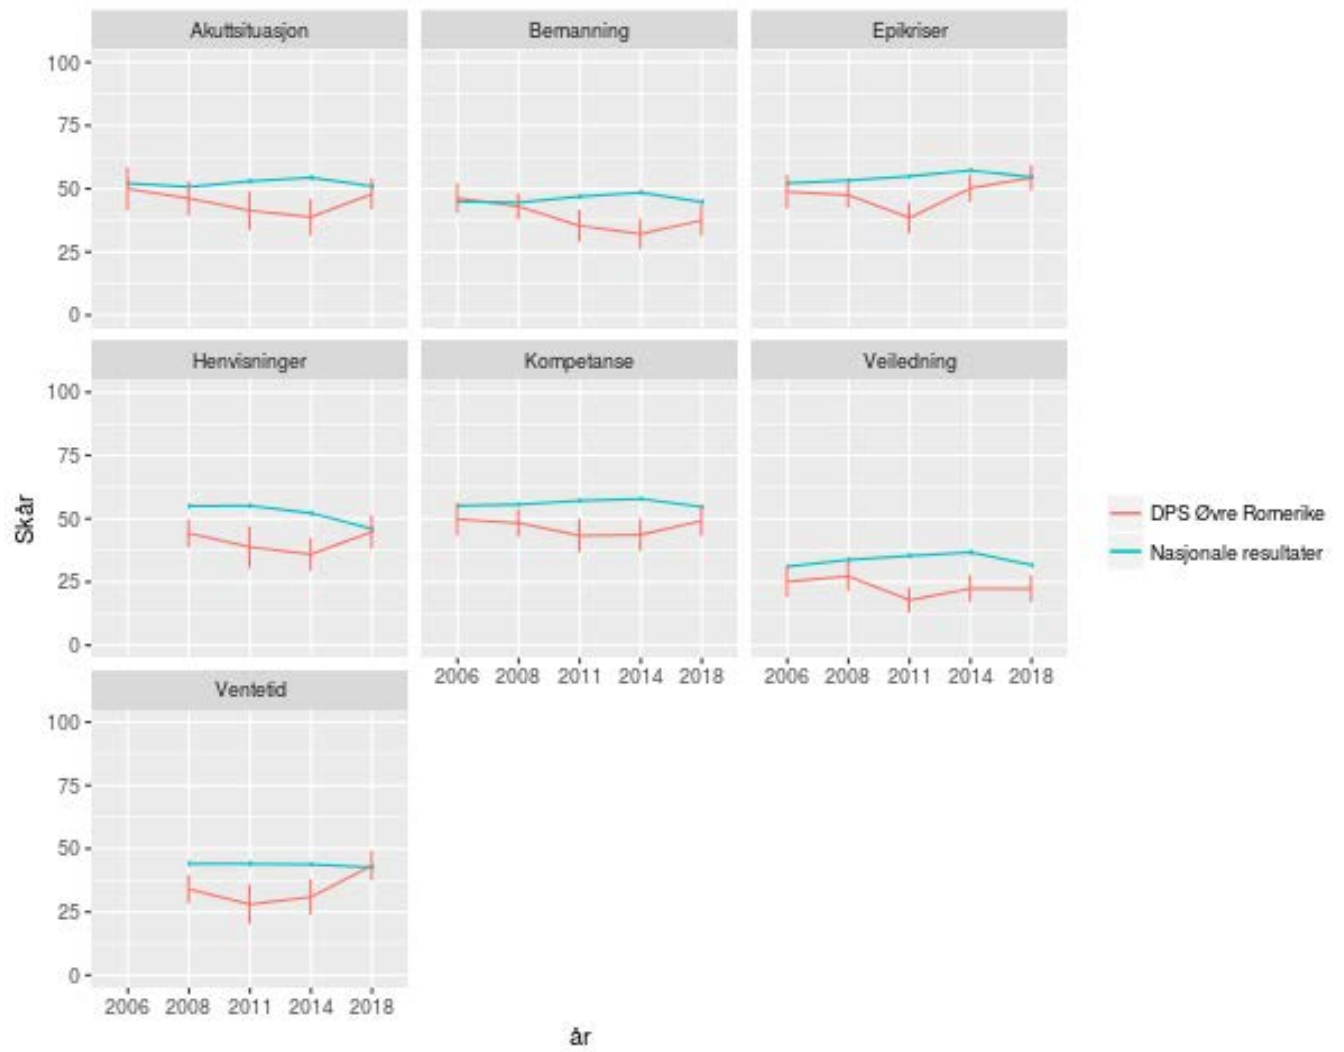 Akuttsituasjon Bemanning Epikriser
100
75
50
25
0
Henvisninger Kompetanse Veiledning
100
75
50
25
0
Skår
DPS Øvre Romerike
Nasjonale resultater
2006 2008 2011 2014 2018 2006 2008 2011 2014 2018
Ventetid
100
75
50
25
0
2006 2008 2011 2014 2018
år